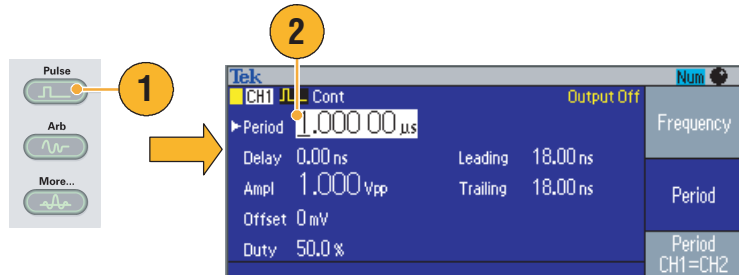 Pulse
1
Arb
More...
2
Tek
Num
CH1 Cont
Output Off
Period 1.000 00 µs
Delay 0.00 ns
Leading 18.00 ns
Ampl 1.000 Vpp
Trailing 18.00 ns
Offset 0 mV
Duty 50.0 %
Frequency
Period
Period
CH1=CH2